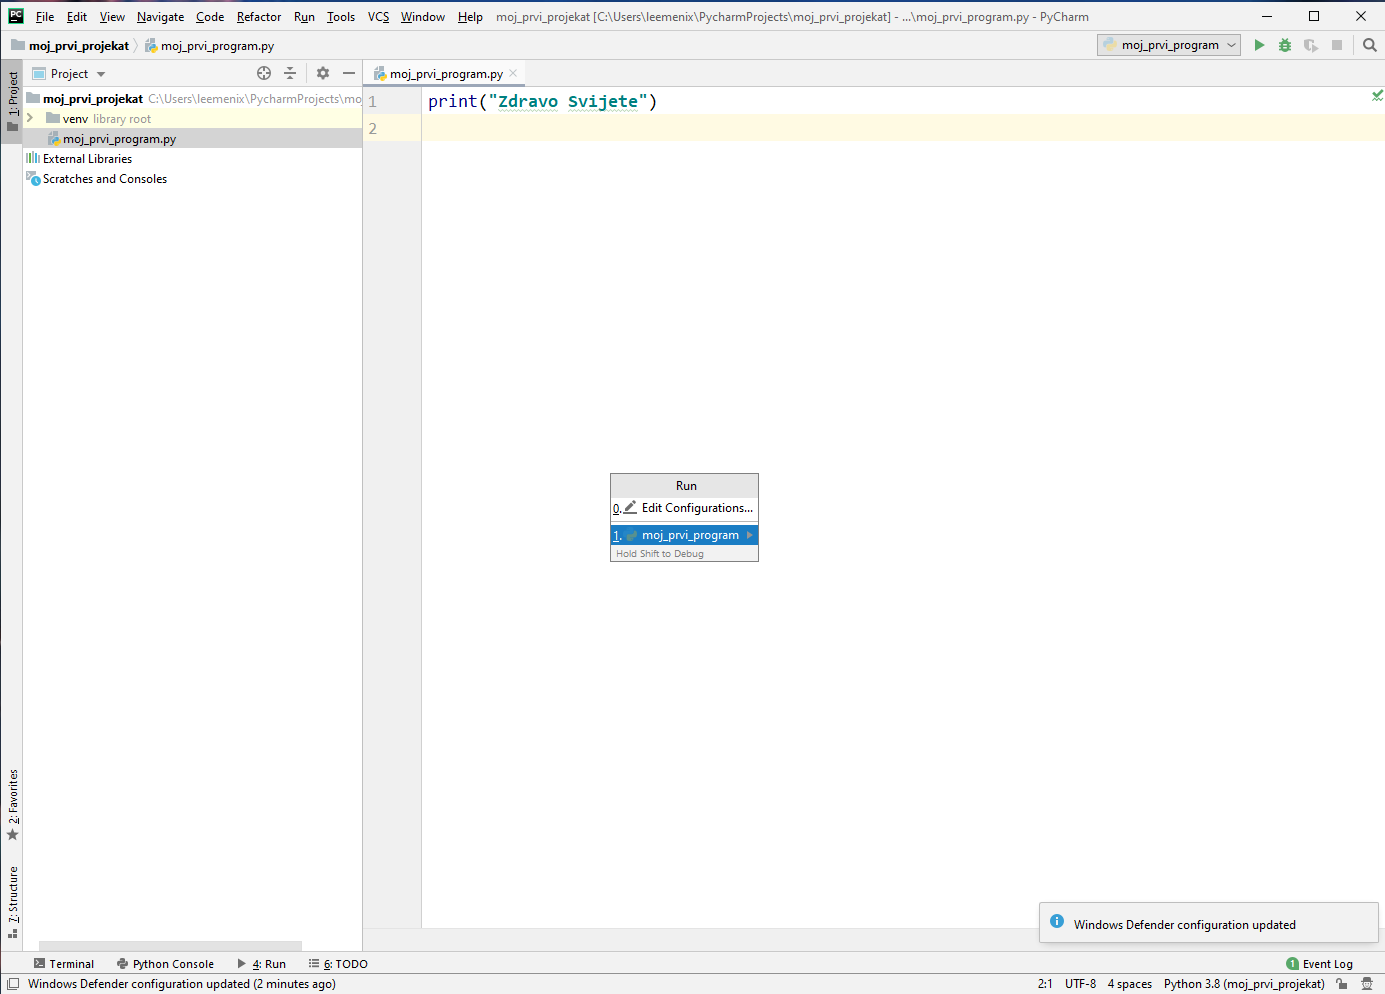 PC File Edit View Navigate Code Refactor Run Tools VCS Window Help moj_prvi_projekat [C:\Users\leemenix\PycharmProjects\moj_prvi_projekat] - ...\moj_prvi_program.py - PyCharm
moj_prvi_projekat moj_prvi_program.py moj_prvi_program
1: Project
Project
moj_prvi_program.py
moj_prvi_projekat C:\Users\leemenix\PycharmProjects\mo
venv library root
moj_prvi_program.py
External Libraries
Scratches and Consoles
1 print("Zdravo Svijete")
2
Run
0. Edit Configurations...
1. moj_prvi_program
Hold Shift to Debug
2: Favorites
7: Structure
Windows Defender configuration updated
Terminal Python Console 4: Run 6: TODO 1 Event Log
Windows Defender configuration updated (2 minutes ago) 2:1 UTF-8 4 spaces Python 3.8 (moj_prvi_projekat)